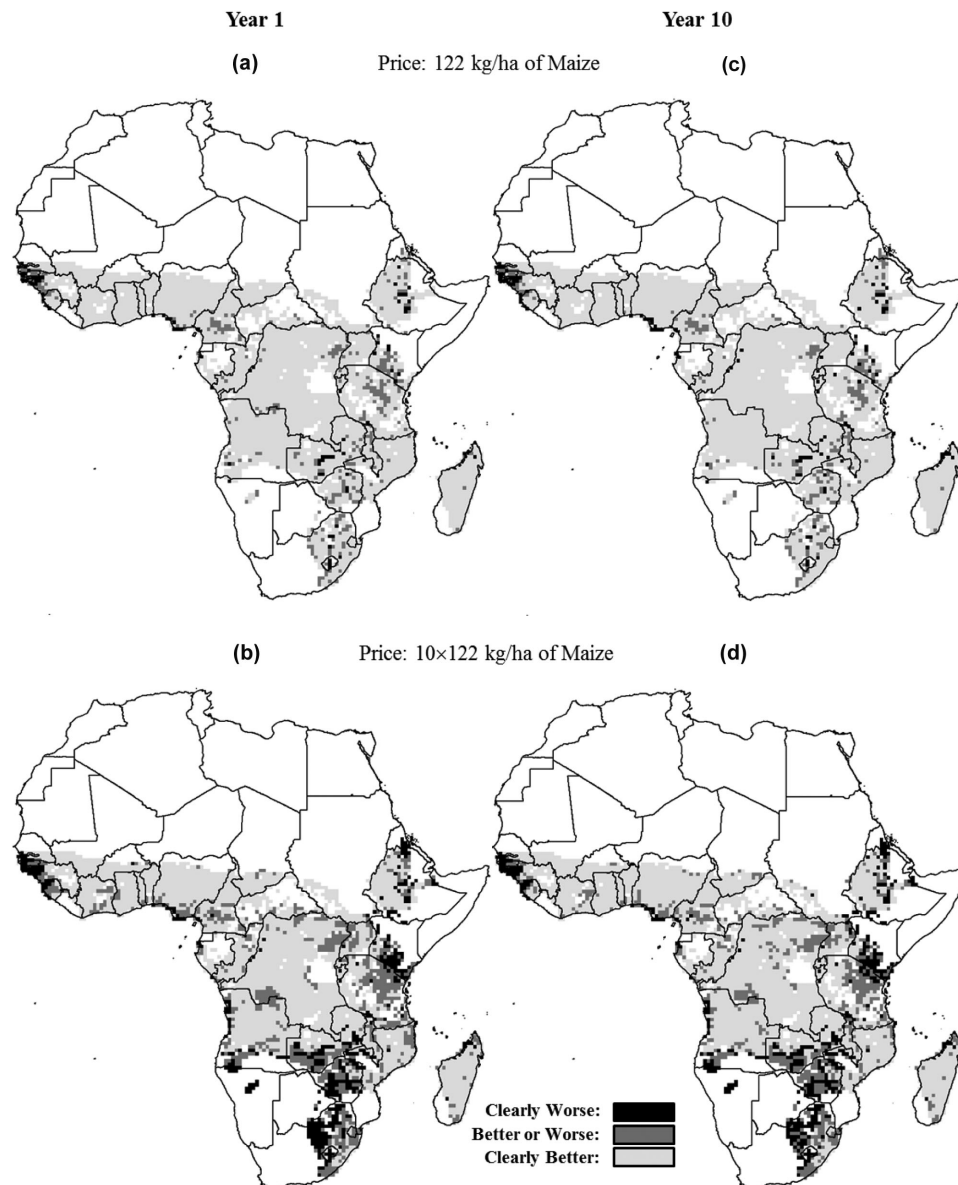 Year 1
Year 10
(a)
Price: 122 kg/ha of Maize
(c)
(b)
Price: 10×122 kg/ha of Maize
(d)
Clearly Worse:
Better or Worse:
Clearly Better: